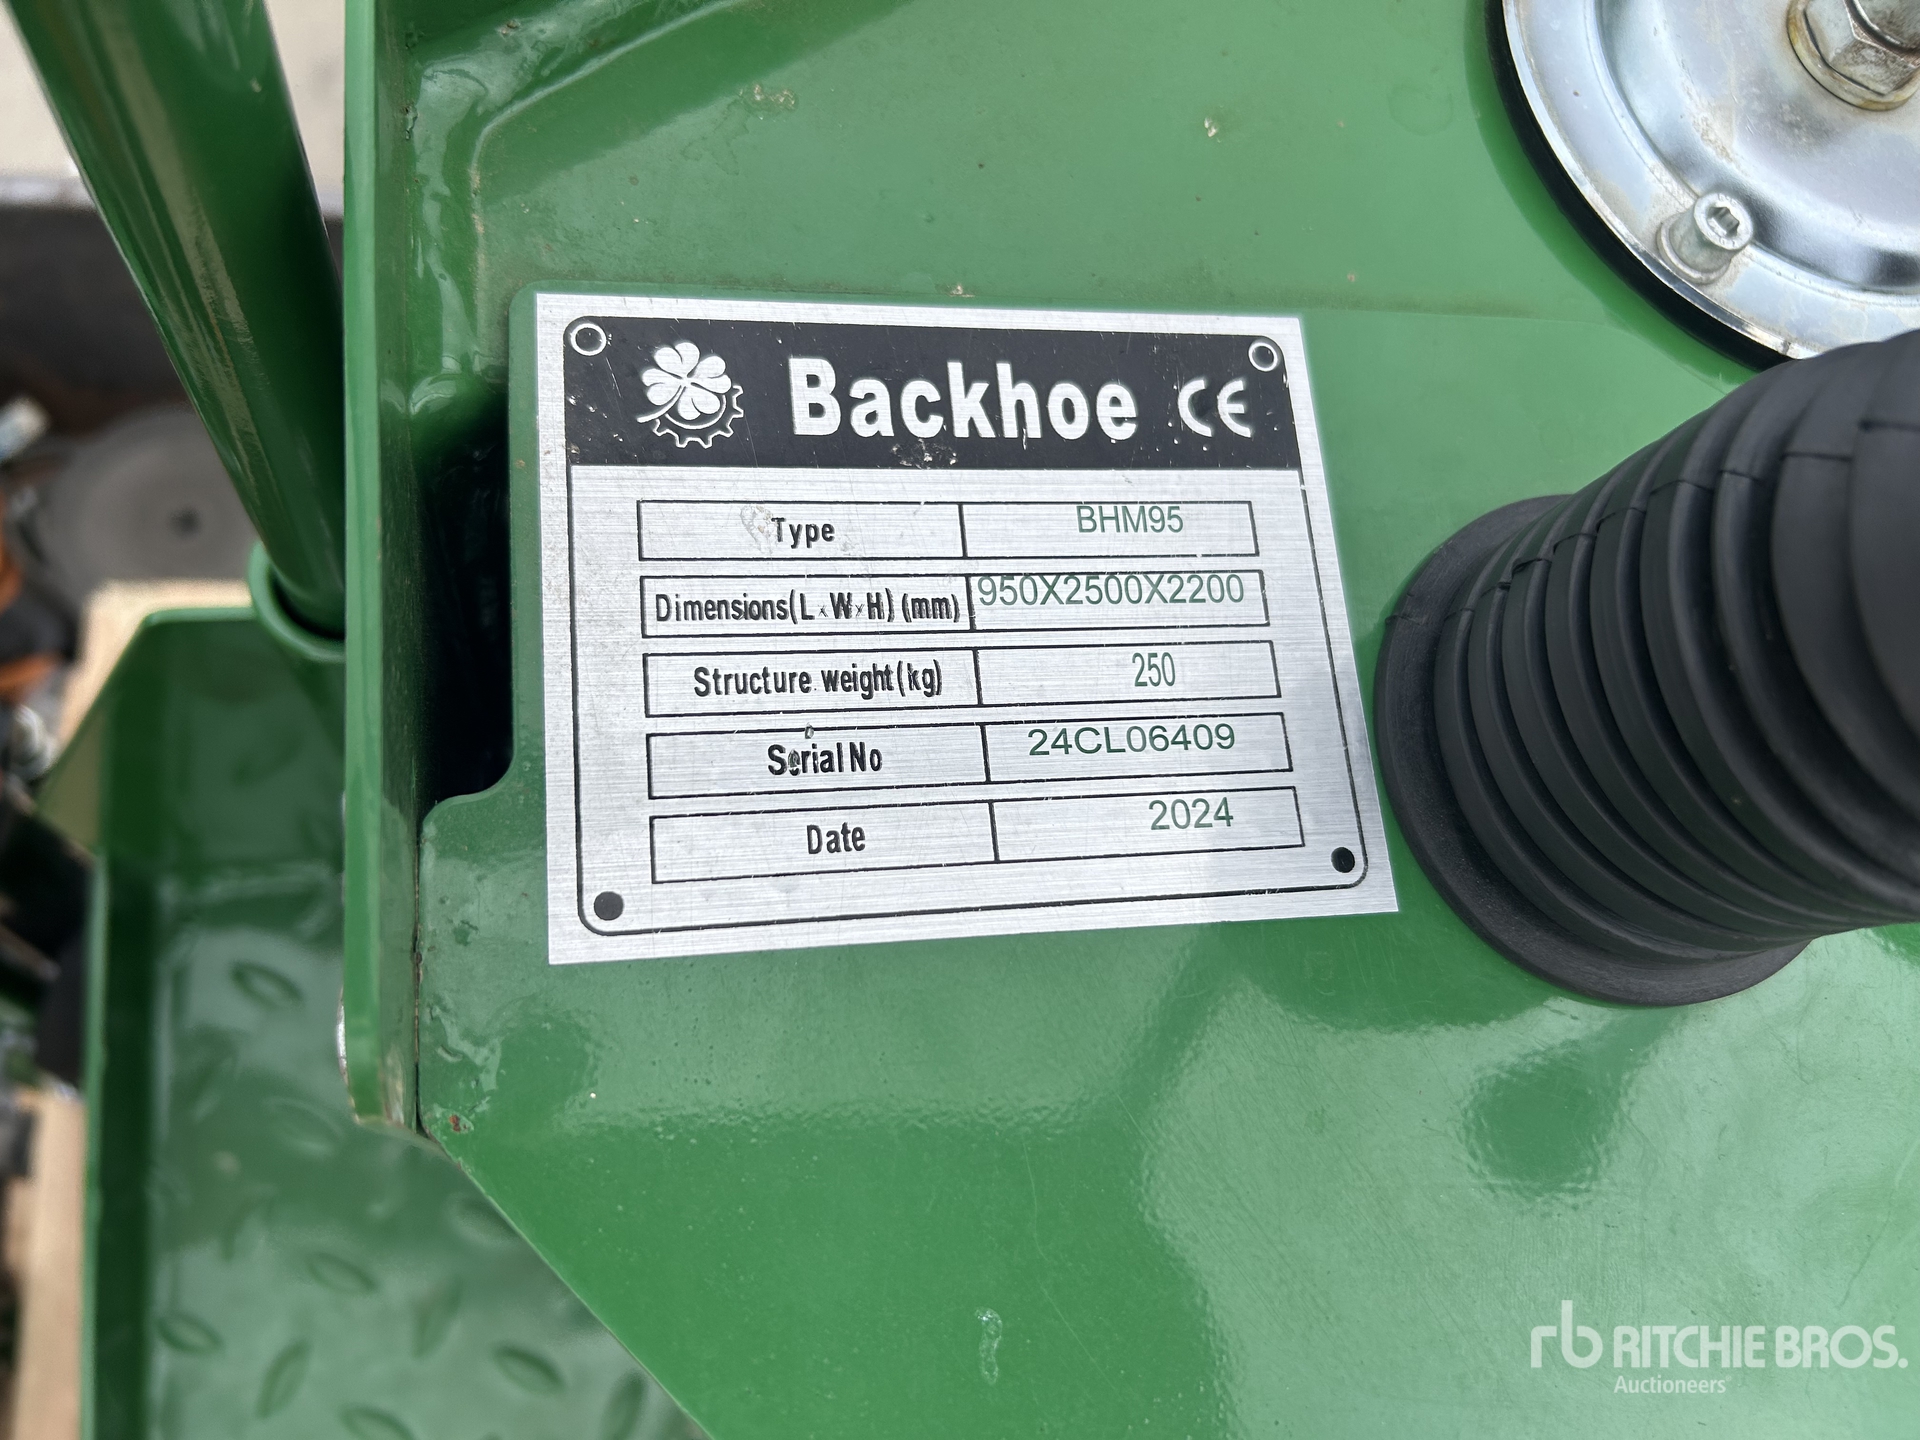 Backhoe CE
Type BHM95
Dimensions(L×W×H)(mm) 950X2500X2200
Structure weight(kg) 250
Serial No 24CL06409
Date 2024
rb RITCHIE BROS.
Auctioneers